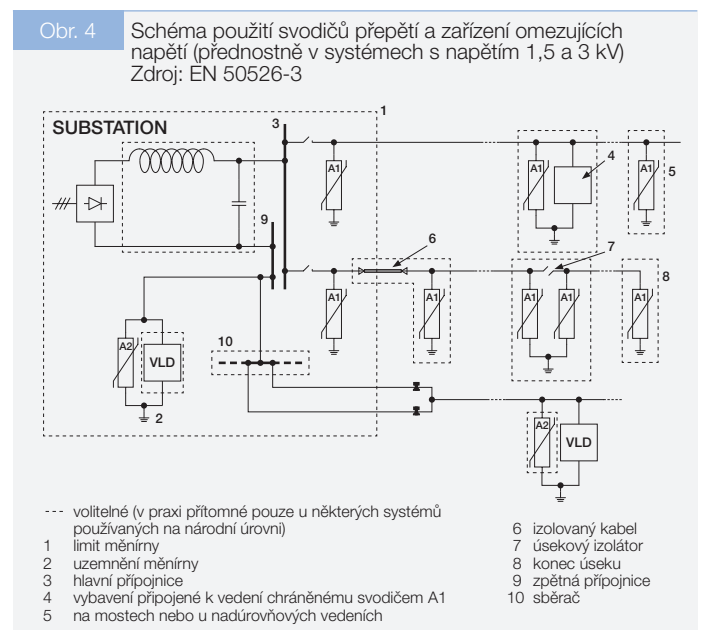 Obr. 4
Schéma použití svodičů přepětí a zařízení omezujících
napětí (přednostně v systémech s napětím 1,5 a 3 kV)
Zdroj: EN 50526-3
SUBSTATION
1
3
A1
A1
4
A1
5
9
6
7
A1
A1
A1
A1
A1
8
10
A2
VLD
2
A2
VLD
--- volitelné (v praxi přítomné pouze u některých systémů
používaných na národní úrovni)
1 limit měnírny
2 uzemnění měnírny
3 hlavní přípojnice
4 vybavení připojené k vedení chráněnému svodičem A1
5 na mostech nebo u nadúrovňových vedeních
6 izolovaný kabel
7 úsekový izolátor
8 konec úseku
9 zpětná přípojnice
10 sběrač